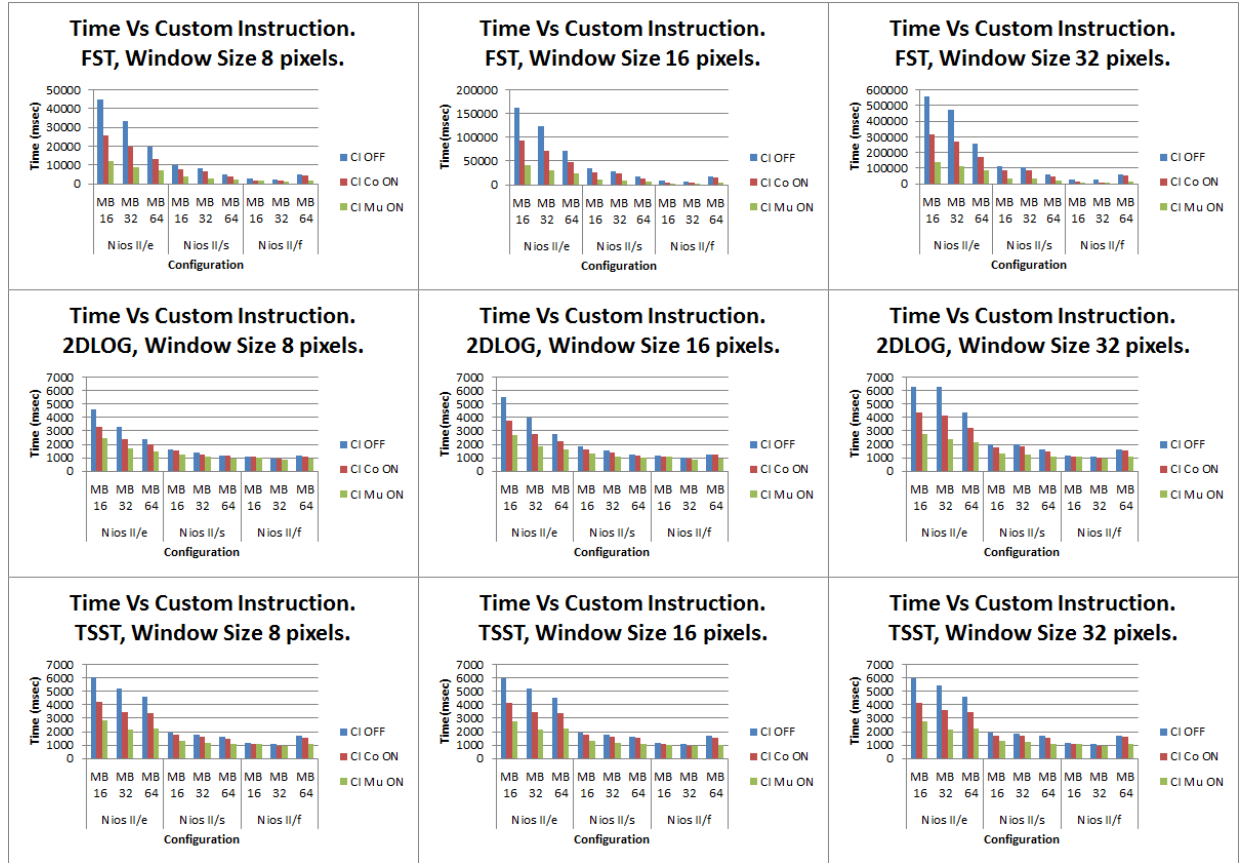 Time Vs Custom Instruction.
FST, Window Size 8 pixels.
Time (msec)
50000
40000
30000
20000
10000
0
MB MB MB MB MB MB MB MB MB
16 32 64 16 32 64 16 32 64
Nios II/e Nios II/s Nios II/f
Configuration
CI OFF
CI Co ON
CI Mu ON
Time Vs Custom Instruction.
FST, Window Size 16 pixels.
Time(msec)
200000
150000
100000
50000
0
MB MB MB MB MB MB MB MB MB
16 32 64 16 32 64 16 32 64
Nios II/e Nios II/s Nios II/f
Configuration
CI OFF
CI Co ON
CI Mu ON
Time Vs Custom Instruction.
FST, Window Size 32 pixels.
Time (msec)
600000
500000
400000
300000
200000
100000
0
MB MB MB MB MB MB MB MB MB
16 32 64 16 32 64 16 32 64
Nios II/e Nios II/s Nios II/f
Configuration
CI OFF
CI Co ON
CI Mu ON
Time Vs Custom Instruction.
2DLOG, Window Size 8 pixels.
Time (msec)
7000
6000
5000
4000
3000
2000
1000
0
MB MB MB MB MB MB MB MB MB
16 32 64 16 32 64 16 32 64
Nios II/e Nios II/s Nios II/f
Configuration
CI OFF
CI Co ON
CI Mu ON
Time Vs Custom Instruction.
2DLOG, Window Size 16 pixels.
Time (msec)
7000
6000
5000
4000
3000
2000
1000
0
MB MB MB MB MB MB MB MB MB
16 32 64 16 32 64 16 32 64
Nios II/e Nios II/s Nios II/f
Configuration
CI OFF
CI Co ON
CI Mu ON
Time Vs Custom Instruction.
2DLOG, Window Size 32 pixels.
Time (msec)
7000
6000
5000
4000
3000
2000
1000
0
MB MB MB MB MB MB MB MB MB
16 32 64 16 32 64 16 32 64
Nios II/e Nios II/s Nios II/f
Configuration
CI OFF
CI Co ON
CI Mu ON
Time Vs Custom Instruction.
TSST, Window Size 8 pixels.
Time (msec)
7000
6000
5000
4000
3000
2000
1000
0
MB MB MB MB MB MB MB MB MB
16 32 64 16 32 64 16 32 64
Nios II/e Nios II/s Nios II/f
Configuration
CI OFF
CI Co ON
CI Mu ON
Time Vs Custom Instruction.
TSST, Window Size 16 pixels.
Time(msec)
7000
6000
5000
4000
3000
2000
1000
0
MB MB MB MB MB MB MB MB MB
16 32 64 16 32 64 16 32 64
Nios II/e Nios II/s Nios II/f
Configuration
CI OFF
CI Co ON
CI Mu ON
Time Vs Custom Instruction.
TSST, Window Size 32 pixels.
Time (msec)
7000
6000
5000
4000
3000
2000
1000
0
MB MB MB MB MB MB MB MB MB
16 32 64 16 32 64 16 32 64
Nios II/e Nios II/s Nios II/f
Configuration
CI OFF
CI Co ON
CI Mu ON